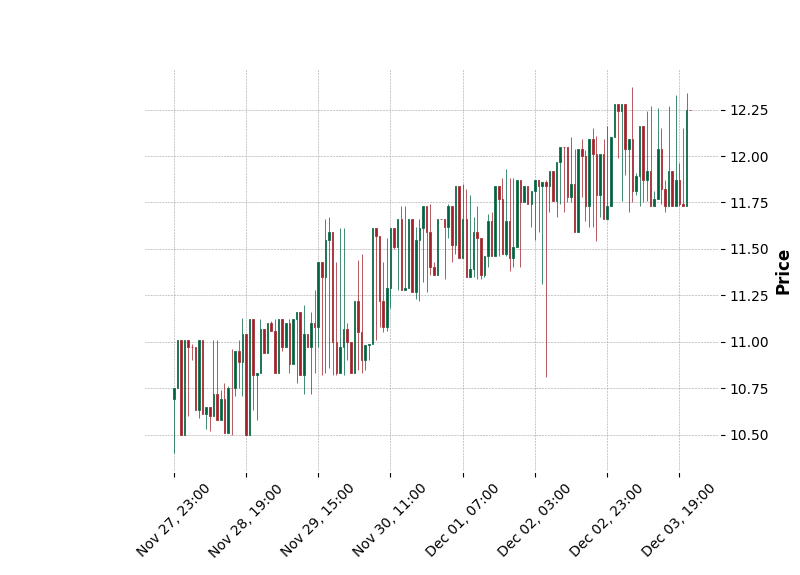 12.25
12.00
11.75
11.50
11.25
11.00
10.75
10.50
Price
Nov 27, 23:00
Nov 28, 19:00
Nov 29, 15:00
Nov 30, 11:00
Dec 01, 07:00
Dec 02, 03:00
Dec 02, 23:00
Dec 03, 19:00